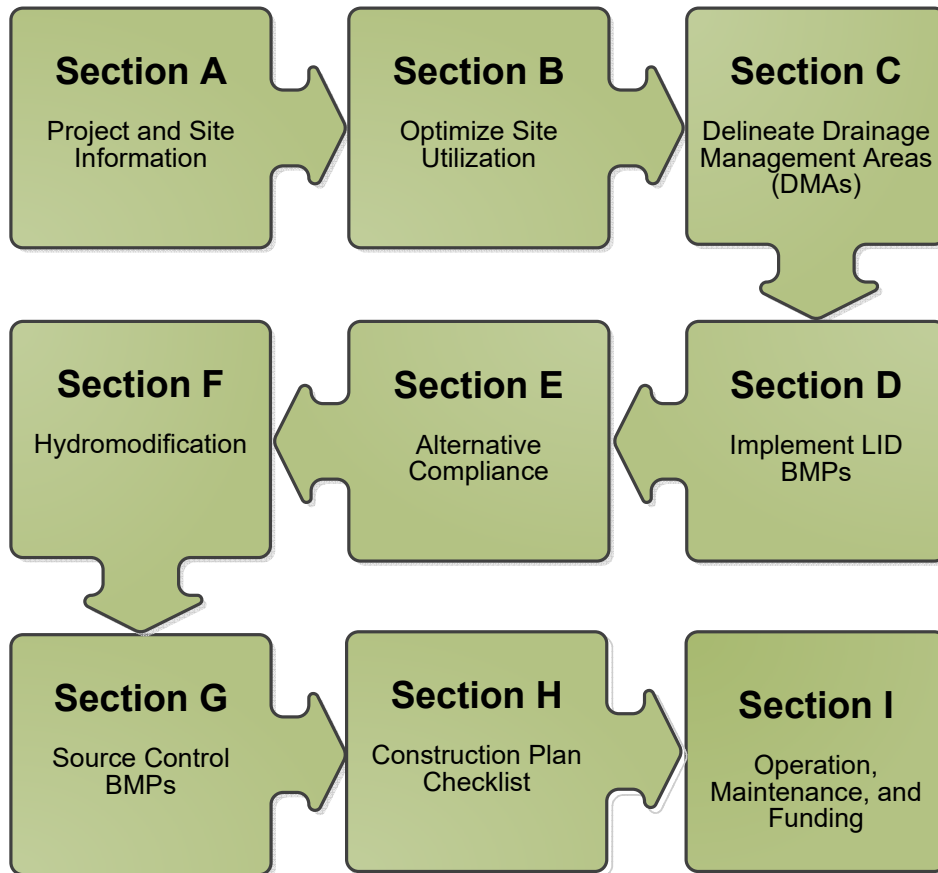 Section A
Project and Site
Information
Section B
Optimize Site
Utilization
Section C
Delineate Drainage
Management Areas
(DMAs)
Section D
Implement LID
BMPs
Section E
Alternative
Compliance
Section F
Hydromodification
Section G
Source Control
BMPs
Section H
Construction Plan
Checklist
Section I
Operation,
Maintenance, and
Funding